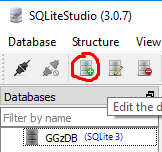 SQLiteStudio (3.0.7)
Database Structure View
Edit the d
Databases
Filter by name
GGzDB (SQLite 3)